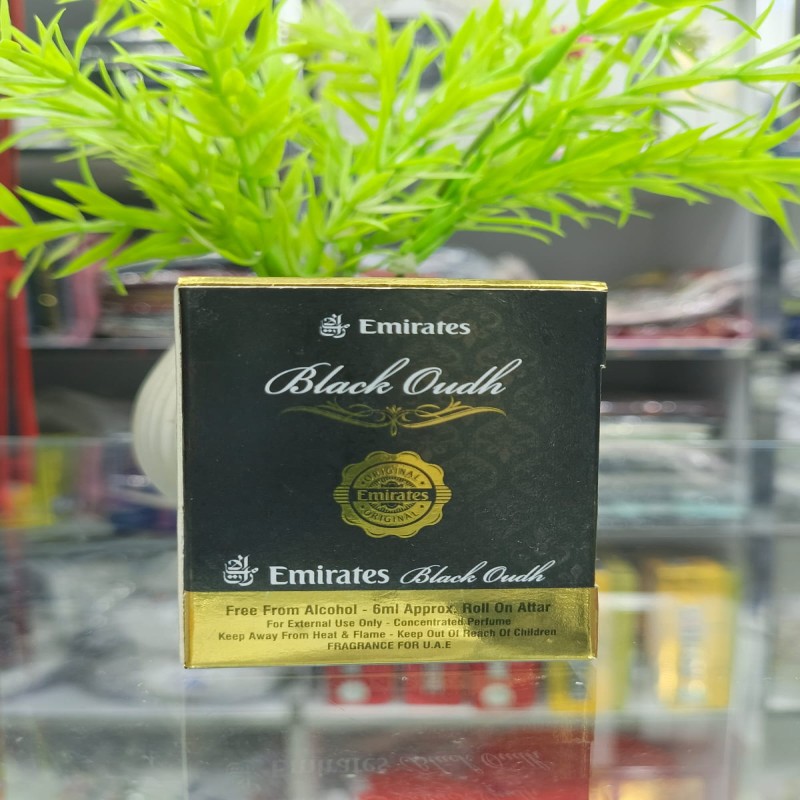 Emirates
Black Oudh
ORIGINAL
Emirates
ORIGINAL
Emirates Black Oudh
Free From Alcohol - 6ml Approx. Roll On Attar
For External Use Only - Concentrated Perfume
Keep Away From Heat & Flame - Keep Out Of Reach Of Children
FRAGRANCE FOR U.A.E